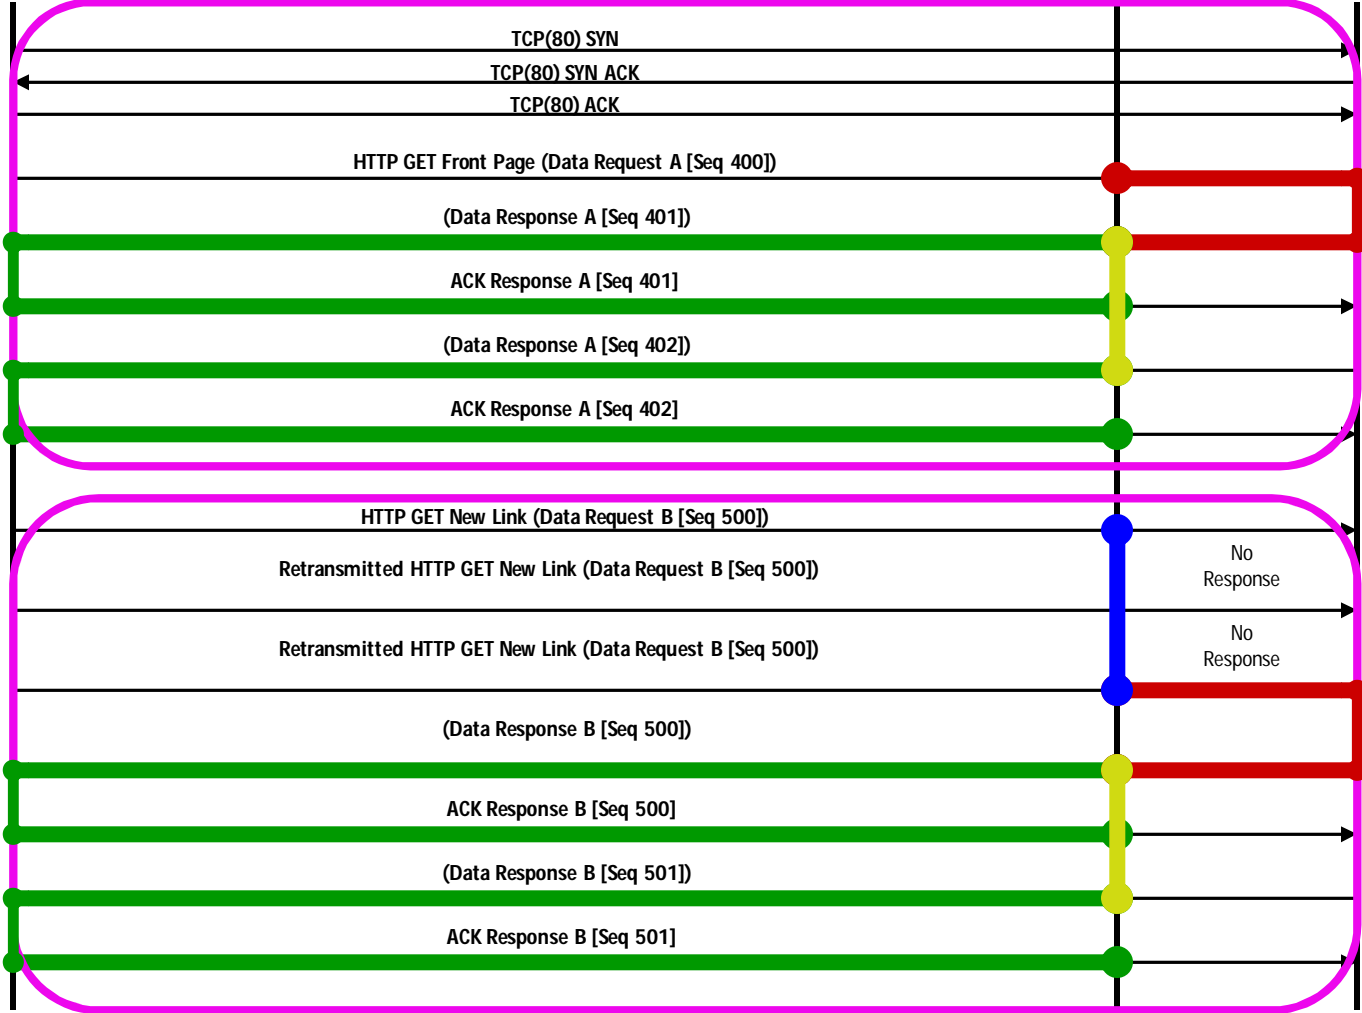 TCP(80) SYN
TCP(80) SYN ACK
TCP(80) ACK
HTTP GET Front Page (Data Request A [Seq 400])
(Data Response A [Seq 401])
ACK Response A [Seq 401]
(Data Response A [Seq 402])
ACK Response A [Seq 402]
HTTP GET New Link (Data Request B [Seq 500])
No
Response
Retransmitted HTTP GET New Link (Data Request B [Seq 500])
No
Response
Retransmitted HTTP GET New Link (Data Request B [Seq 500])
(Data Response B [Seq 500])
ACK Response B [Seq 500]
(Data Response B [Seq 501])
ACK Response B [Seq 501]